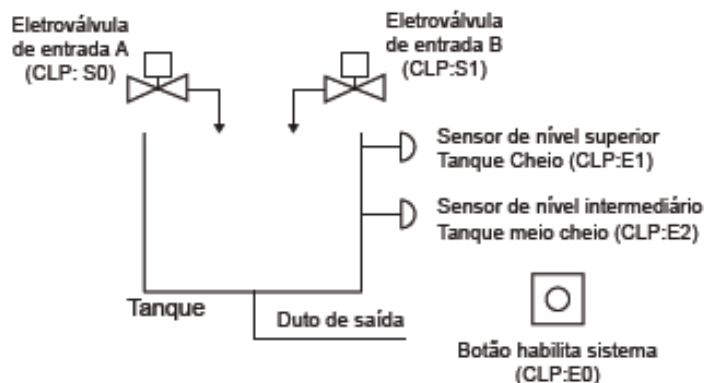 Eletroválvula
de entrada A
(CLP: S0)
Eletroválvula
de entrada B
(CLP:S1)
Sensor de nível superior
Tanque Cheio (CLP:E1)
Sensor de nível intermediário
Tanque meio cheio (CLP:E2)
Tanque
Duto de saída
Botão habilita sistema
(CLP:E0)